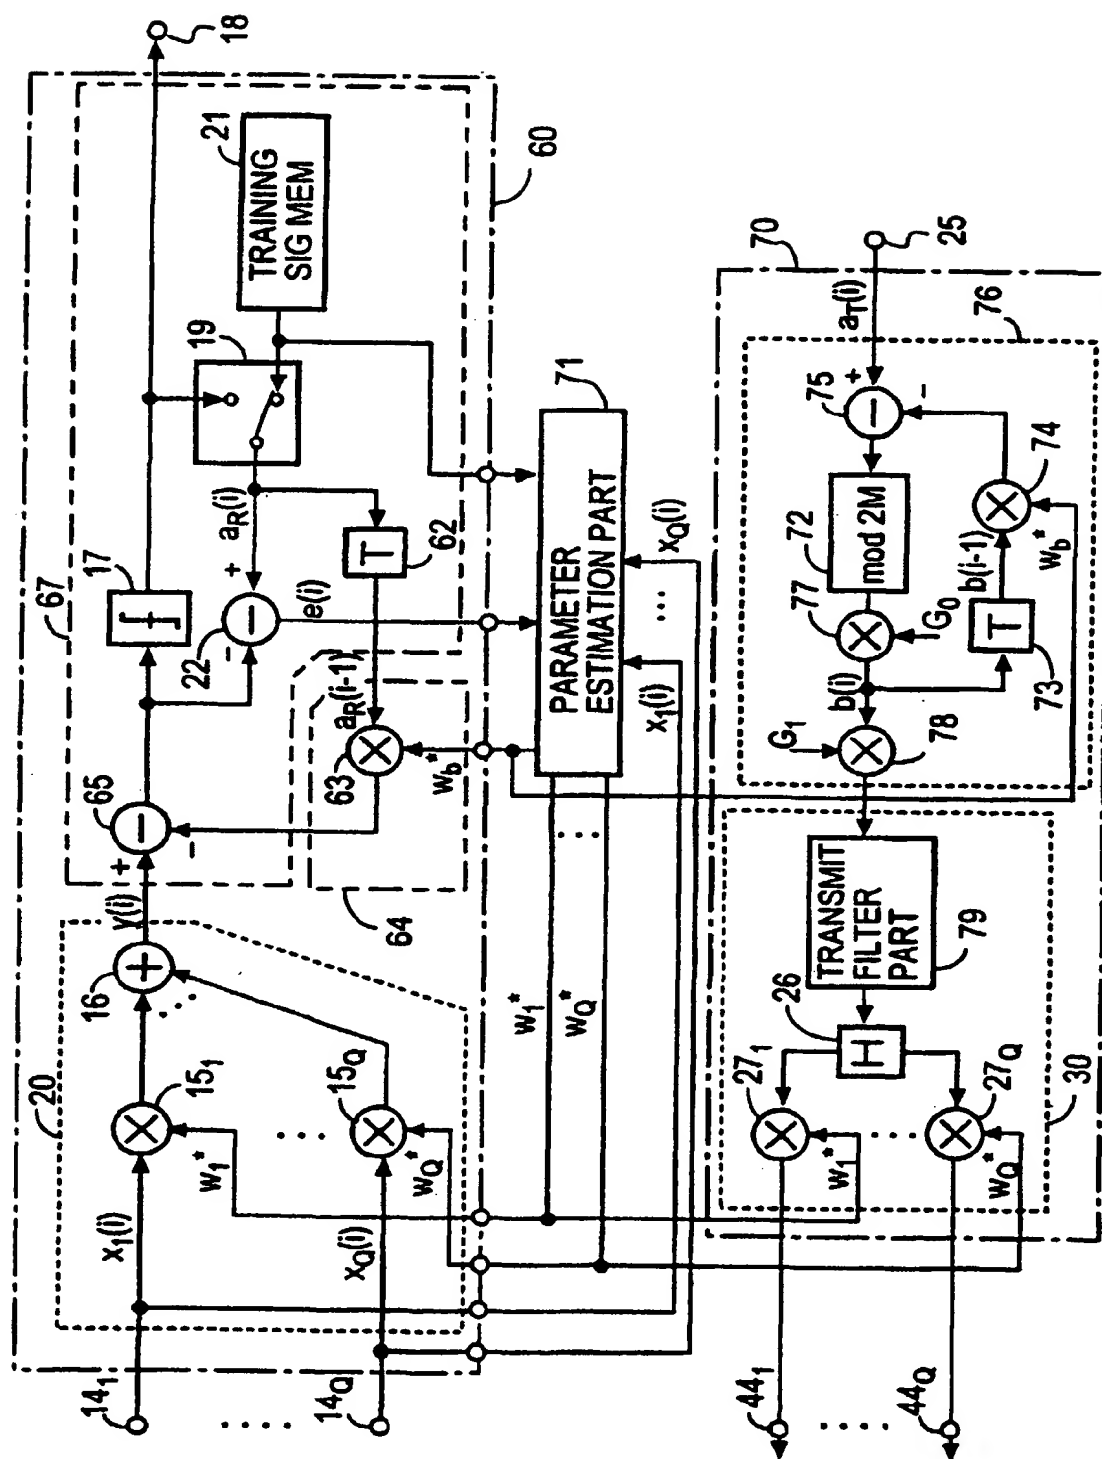 18
67
17
19
21
TRAINING
SIG MEM
60
a_R(i)
+
−
22
−
e(i)
T
62
65
−
+
−
y(i)
a_R(i-1)
63
w_b*
64
20
16
+
15_1
x_1(i)
w_1*
15_Q
x_Q(i)
w_Q*
. . . .
14_1
. . . .
14_Q
71
PARAMETER
ESTIMATION PART
x_1(i)
. . .
x_Q(i)
. . .
w_1*
w_Q*
70
25
a_T(i)
76
75
+
−
−
72
mod 2M
74
w_b*
b(i-1)
T
73
77
G_0
b(i)
G_1
78
TRANSMIT
FILTER
PART
79
26
H
27_1
w_1*
. . . .
27_Q
w_Q*
30
44_1
. . . .
44_Q